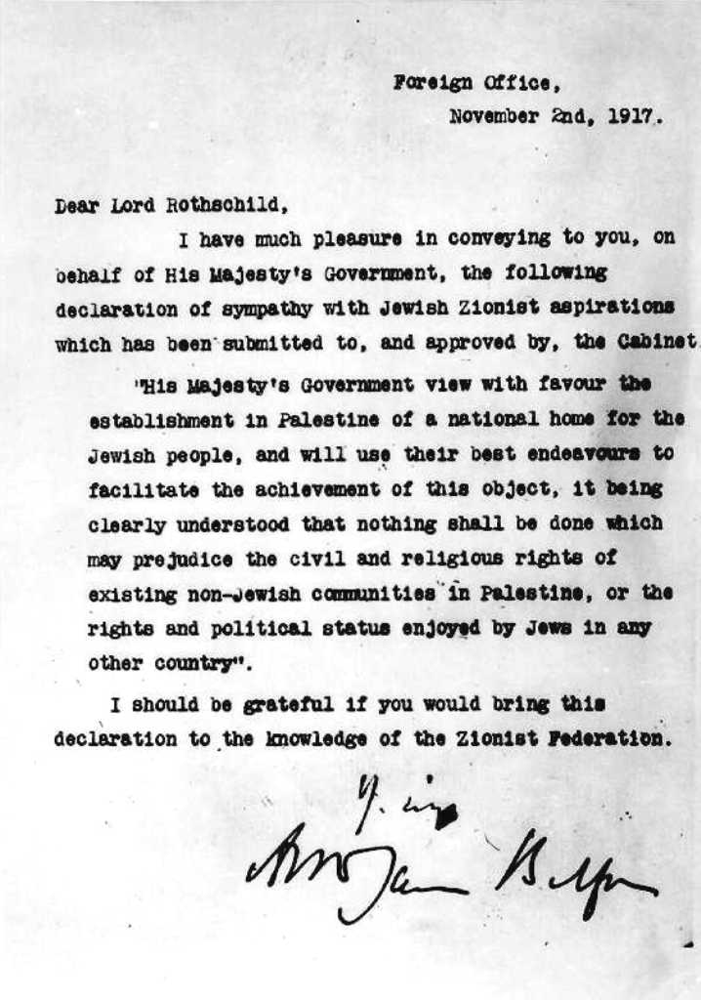 Foreign Office,
November 2nd, 1917.
Dear Lord Rothschild,
I have much pleasure in conveying to you, on
behalf of His Majesty's Government, the following
declaration of sympathy with Jewish Zionist aspirations
which has been submitted to, and approved by, the Cabinet
"His Majesty's Government view with favour the
establishment in Palestine of a national home for the
Jewish people, and will use their best endeavours to
facilitate the achievement of this object, it being
clearly understood that nothing shall be done which
may prejudice the civil and religious rights of
existing non-Jewish communities in Palestine, or the
rights and political status enjoyed by Jews in any
other country".
I should be grateful if you would bring this
declaration to the knowledge of the Zionist Federation.